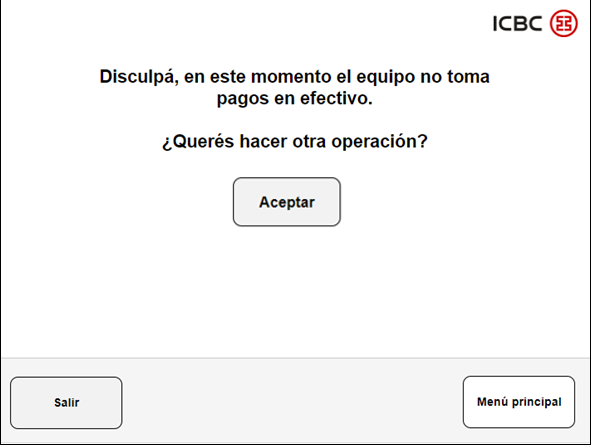 ICBC
Disculpá, en este momento el equipo no toma
pagos en efectivo.
¿Querés hacer otra operación?
Aceptar
Salir
Menú principal